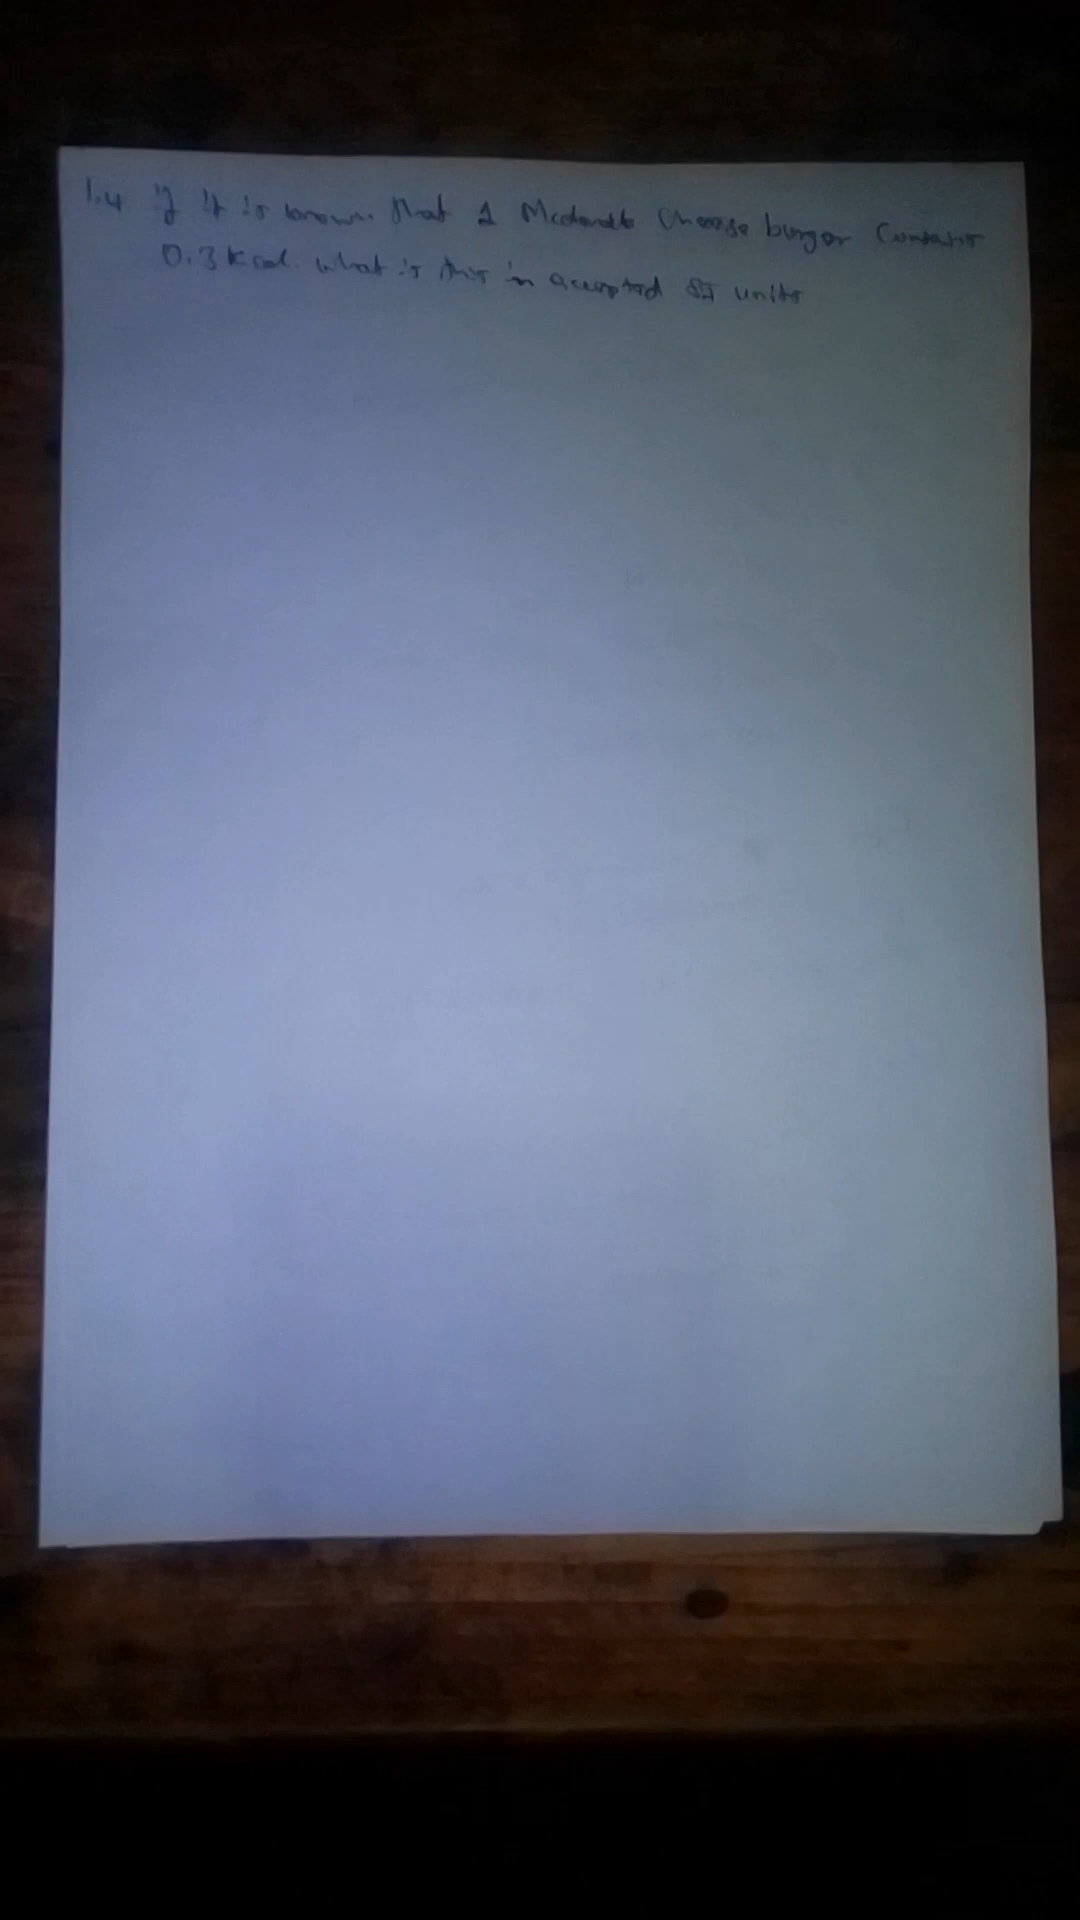 1.4 if it is known that 1 Mcdonalds Cheese burger Contains
0.3 kcal. what is this in accepted SI units